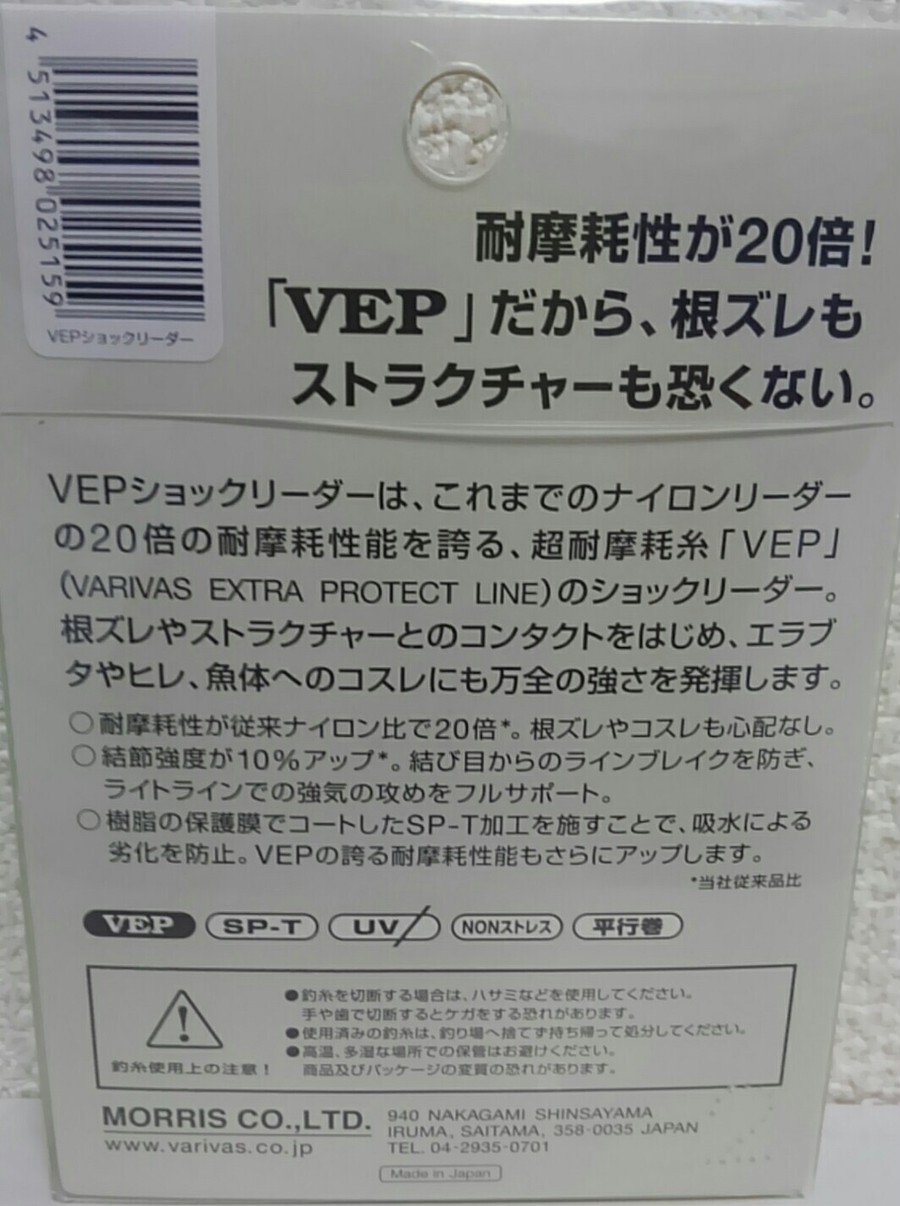 4 513498 025159
VEPショックリーダー
耐摩耗性が20倍!
「VEP」だから、根ズレも
ストラクチャーも恐くない。
VEPショックリーダーは、これまでのナイロンリーダー
の20倍の耐摩耗性能を誇る、超耐摩耗糸「VEP」
(VARIVAS EXTRA PROTECT LINE)のショックリーダー。
根ズレやストラクチャーとのコンタクトをはじめ、エラブ
タやヒレ、魚体へのコスレにも万全の強さを発揮します。
○耐摩耗性が従来ナイロン比で20倍*。根ズレやコスレも心配なし。
○結節強度が10%アップ*。結び目からのラインブレイクを防ぎ、
ライトラインでの強気の攻めをフルサポート。
○樹脂の保護膜でコートしたSP-T加工を施すことで、吸水による
劣化を防止。VEPの誇る耐摩耗性能もさらにアップします。
*当社従来品比
VEP SP-T UV NONストレス 平行巻
●釣糸を切断する場合は、ハサミなどを使用してください。
手や歯で切断するとケガをする恐れがあります。
●使用済みの釣糸は、釣り場へ捨てず持ち帰って処分してください。
●高温、多湿な場所での保管はお避けください。
商品及びパッケージの変質の恐れがあります。
釣糸使用上の注意!
MORRIS CO.,LTD.
www.varivas.co.jp
940 NAKAGAMI SHINSAYAMA
IRUMA, SAITAMA, 358-0035 JAPAN
TEL. 04-2935-0701
Made in Japan